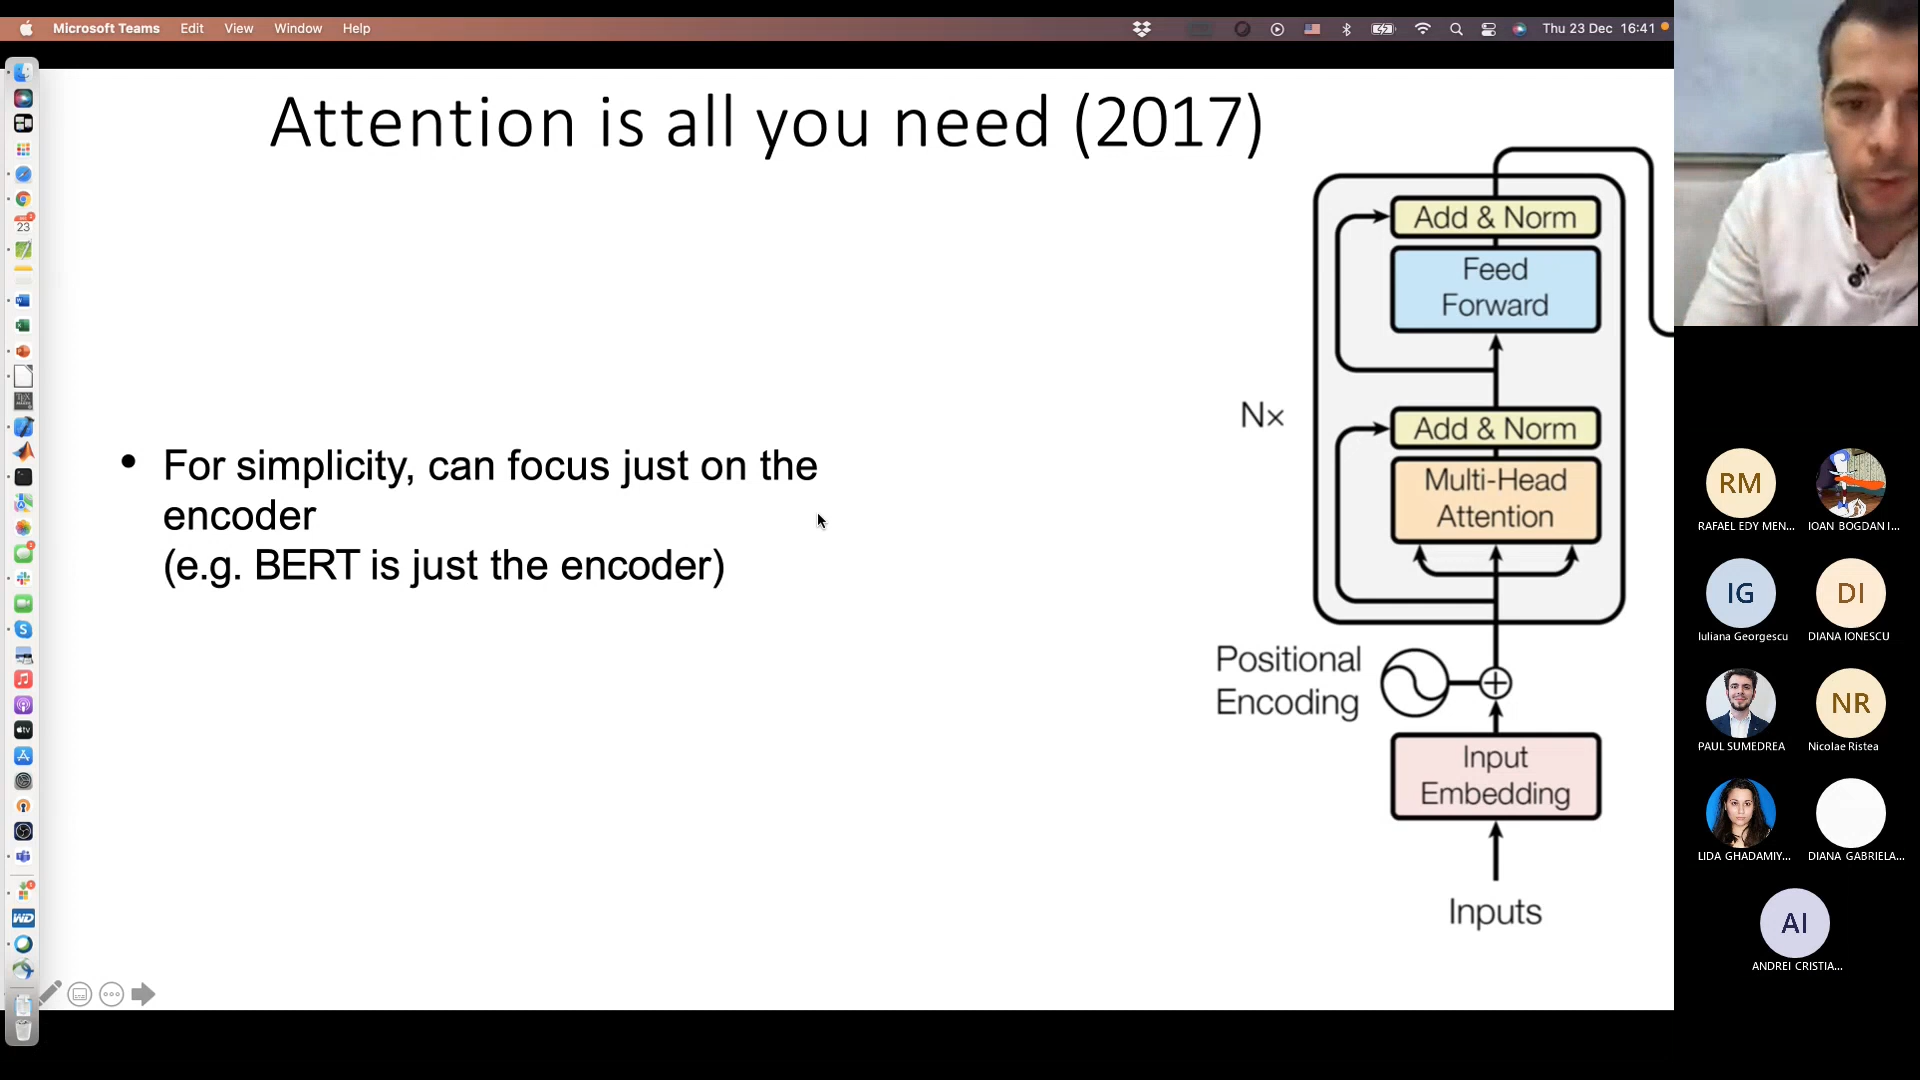 Microsoft Teams Edit View Window Help
Thu 23 Dec 16:41
Attention is all you need (2017)
23
For simplicity, can focus just on the
encoder
(e.g. BERT is just the encoder)
Add & Norm
Feed
Forward
N×
Add & Norm
Multi-Head
Attention
Positional
Encoding
Input
Embedding
Inputs
RM
RAFAEL EDY MEN...
IOAN BOGDAN I...
IG
Iuliana Georgescu
DI
DIANA IONESCU
PAUL SUMEDREA
NR
Nicolae Ristea
LIDA GHADAMIY...
DIANA GABRIELA...
AI
ANDREI CRISTIA...
WD
tv